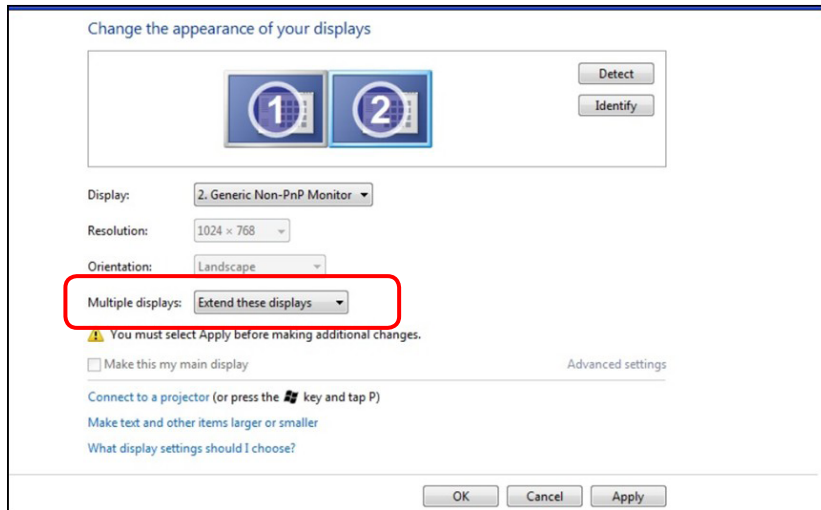 Change the appearance of your displays
1
2
Detect
Identify
Display: 2. Generic Non-PnP Monitor
Resolution: 1024 × 768
Orientation: Landscape
Multiple displays: Extend these displays
You must select Apply before making additional changes.
Make this my main display Advanced settings
Connect to a projector (or press the key and tap P)
Make text and other items larger or smaller
What display settings should I choose?
OK Cancel Apply